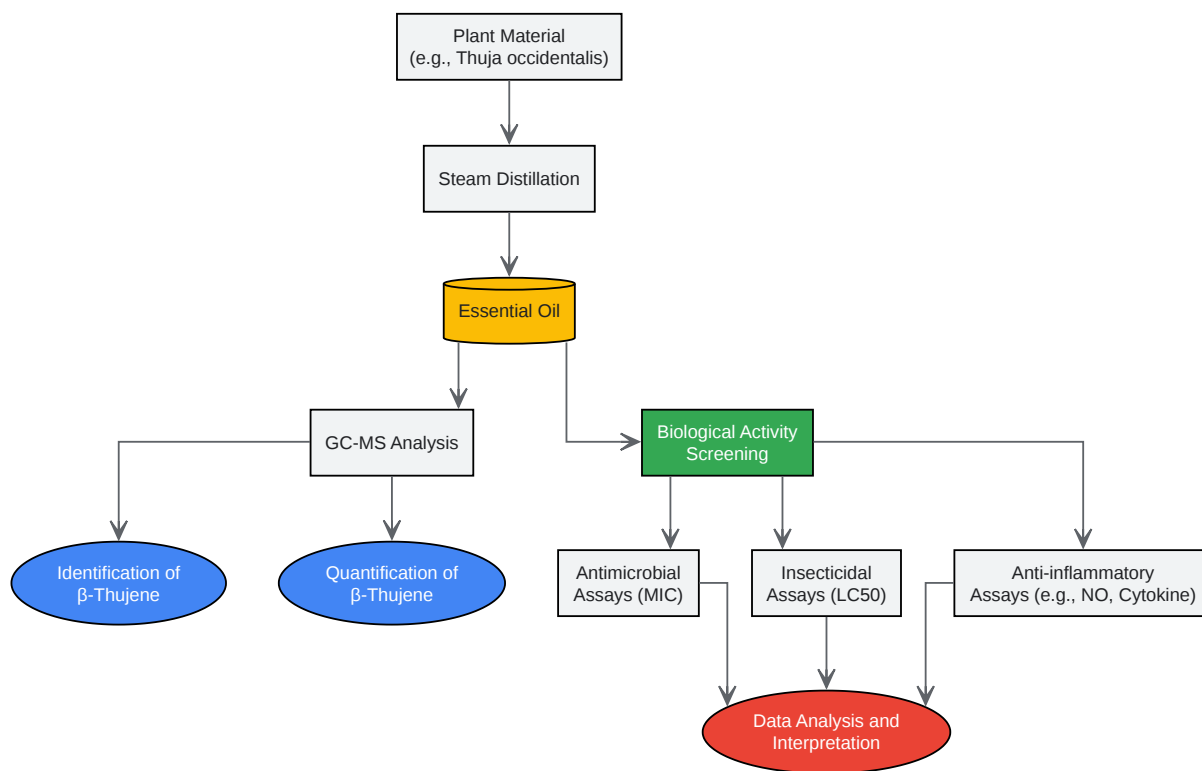 Plant Material
(e.g., Thuja occidentalis)
Steam Distillation
Essential Oil
GC-MS Analysis
Biological Activity
Screening
Identification of
β-Thujene
Quantification of
β-Thujene
Antimicrobial
Assays (MIC)
Insecticidal
Assays (LC50)
Anti-inflammatory
Assays (e.g., NO, Cytokine)
Data Analysis and
Interpretation